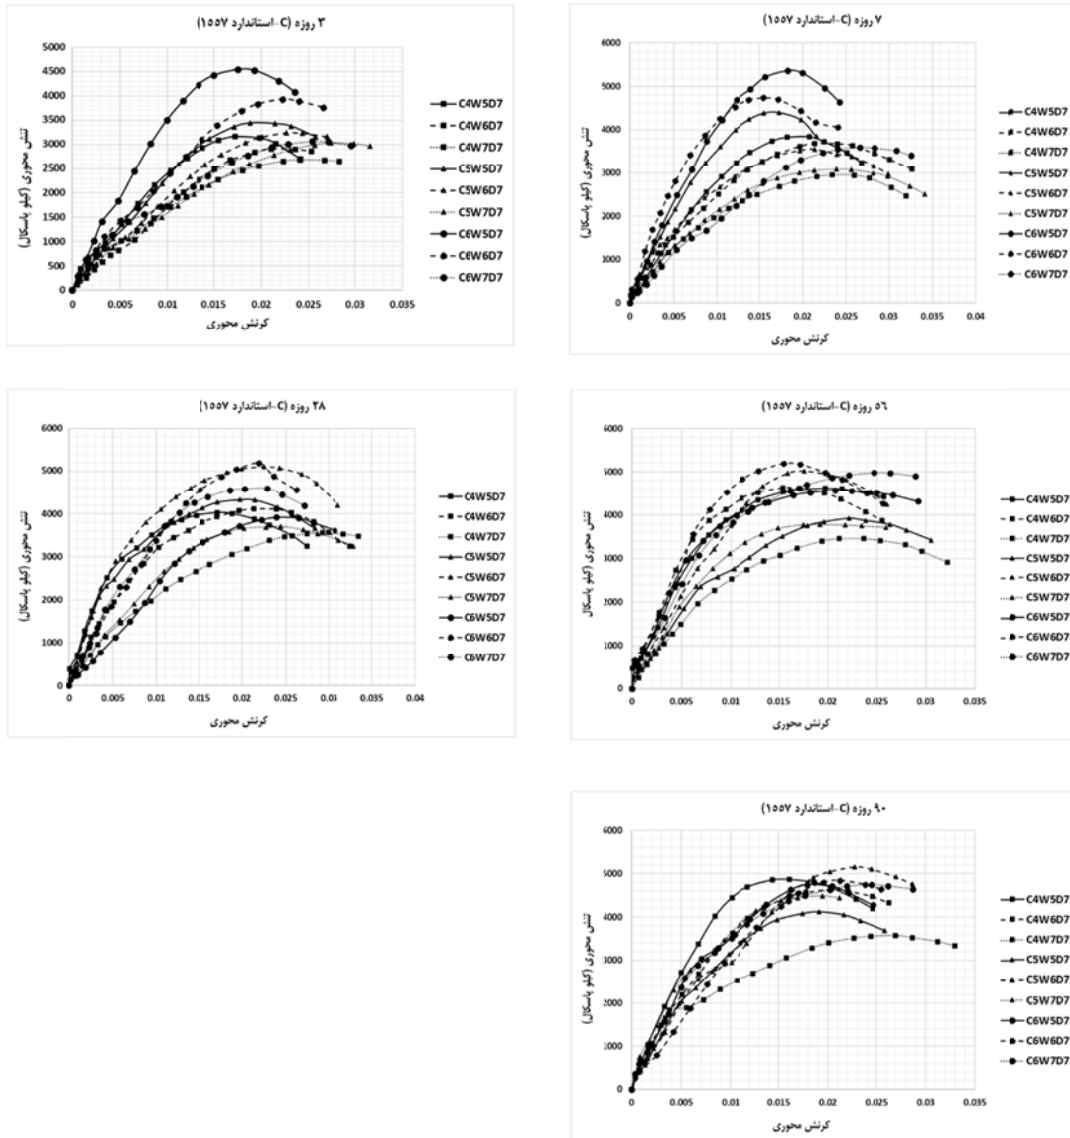 ۳ روزه (C-استاندارد ۱۵۵۷)
تنش محوری (کیلو پاسکال)
5000
4500
4000
3500
3000
2500
2000
1500
1000
500
0
0 0.005 0.01 0.015 0.02 0.025 0.03 0.035
کرنش محوری
C4W5D7
C4W6D7
C4W7D7
C5W5D7
C5W6D7
C5W7D7
C6W5D7
C6W6D7
C6W7D7
۷ روزه (C-استاندارد ۱۵۵۷)
تنش محوری (کیلو پاسکال)
6000
5000
4000
3000
2000
1000
0
0 0.005 0.01 0.015 0.02 0.025 0.03 0.035 0.04
کرنش محوری
C4W5D7
C4W6D7
C4W7D7
C5W5D7
C5W6D7
C5W7D7
C6W5D7
C6W6D7
C6W7D7
۲۸ روزه (C-استاندارد ۱۵۵۷)
تنش محوری (کیلو پاسکال)
6000
5000
4000
3000
2000
1000
0
0 0.005 0.01 0.015 0.02 0.025 0.03 0.035 0.04
کرنش محوری
C4W5D7
C4W6D7
C4W7D7
C5W5D7
C5W6D7
C5W7D7
C6W5D7
C6W6D7
C6W7D7
۵۶ روزه (C-استاندارد ۱۵۵۷)
تنش محوری (کیلو پاسکال
6000
5000
4000
3000
2000
1000
0
0 0.005 0.01 0.015 0.02 0.025 0.03 0.035
کرنش محوری
C4W5D7
C4W6D7
C4W7D7
C5W5D7
C5W6D7
C5W7D7
C6W5D7
C6W6D7
C6W7D7
۹۰ روزه (C-استاندارد ۱۵۵۷)
تنش محوری (کیلو پاسکال)
6000
5000
4000
3000
2000
1000
0
0 0.005 0.01 0.015 0.02 0.025 0.03 0.035
کرنش محوری
C4W5D7
C4W6D7
C4W7D7
C5W5D7
C5W6D7
C5W7D7
C6W5D7
C6W6D7
C6W7D7